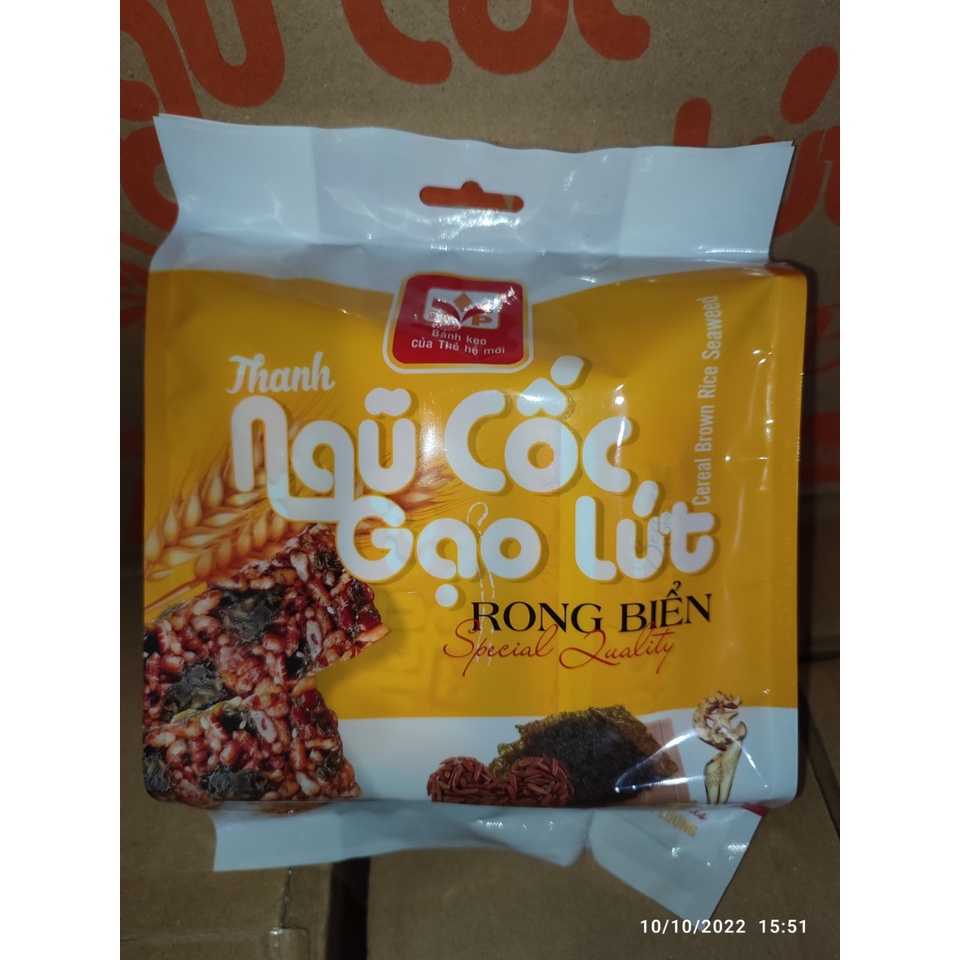 Cốc
Bánh kẹo
của Thế hệ mới
Thanh
Ngũ Cốc
Gạo Lứt
RONG BIỂN
Special Quality
Cereal Brown Rice Seaweed
10/10/2022 15:51